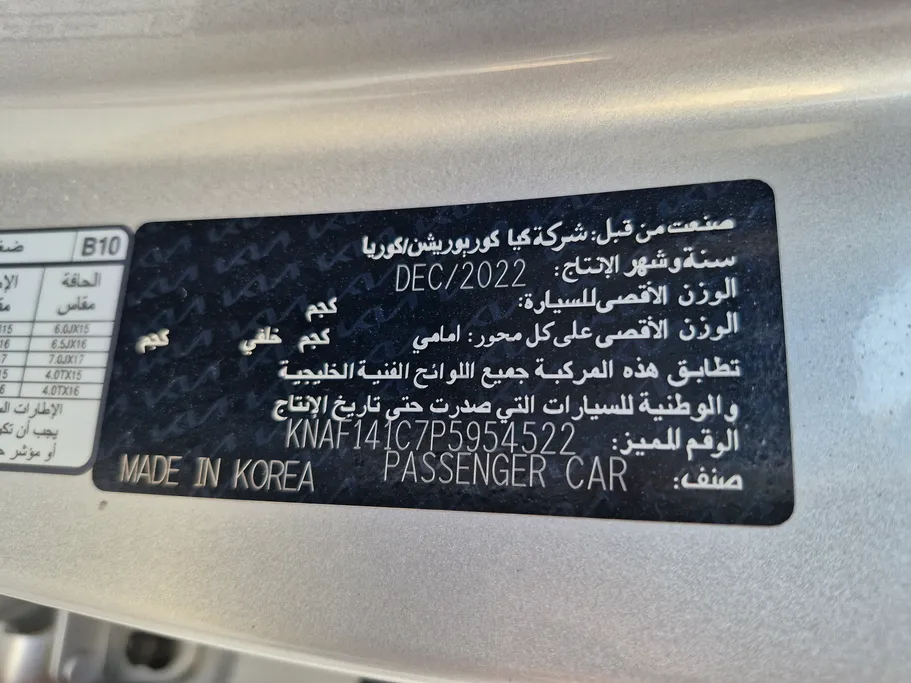 صنعت من قبل: شركة كيا كوربوريشن/كوريا
سنة وشهر الإنتاج: DEC/2022
الوزن الأقصى للسيارة: كجم
الوزن الأقصى على كل محور: امامي كجم خلفي كجم
تطابق هذه المركبة جميع اللوائح الفنية الخليجية
والوطنية للسيارات التي صدرت حتى تاريخ الإنتاج
الرقم المميز: KNAF141C7P5954522
صنف: PASSENGER CAR
MADE IN KOREA
B10
الحافة
مقاس
6.0JX15
6.5JX16
7.0JX17
4.0TX15
4.0TX16